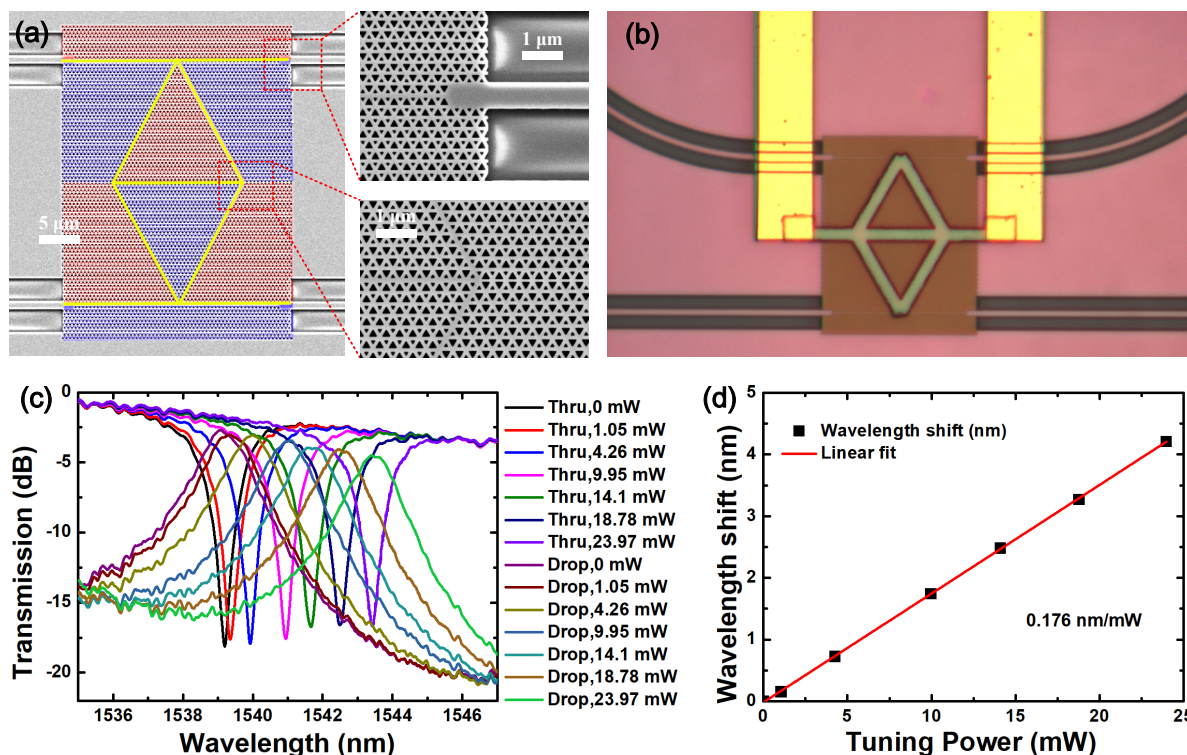 (a)
1 μm
5 μm
1 μm
(b)
(c)
0
-5
-10
-15
-20
Transmission (dB)
1536
1538
1540
1542
1544
1546
Wavelength (nm)
Thru,0 mW
Thru,1.05 mW
Thru,4.26 mW
Thru,9.95 mW
Thru,14.1 mW
Thru,18.78 mW
Thru,23.97 mW
Drop,0 mW
Drop,1.05 mW
Drop,4.26 mW
Drop,9.95 mW
Drop,14.1 mW
Drop,18.78 mW
Drop,23.97 mW
(d)
5
4
3
2
1
0
Wavelength shift (nm)
Wavelength shift (nm)
Linear fit
0.176 nm/mW
0
5
10
15
20
25
Tuning Power (mW)